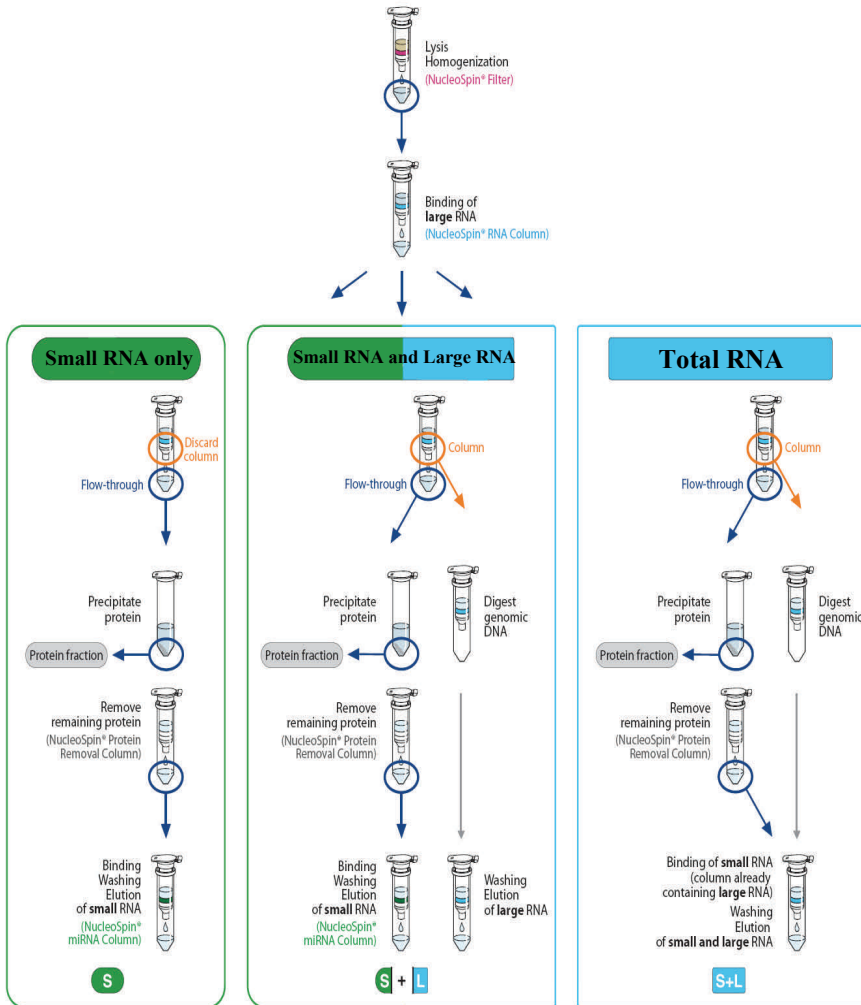 Lysis
Homogenization
(NucleoSpin® Filter)
Binding of
large RNA
(NucleoSpin® RNA Column)
Small RNA only
Discard
column
Flow-through
Precipitate
protein
Protein fraction
Remove
remaining protein
(NucleoSpin® Protein
Removal Column)
Binding
Washing
Elution
of small RNA
(NucleoSpin®
miRNA Column)
S
Small RNA and Large RNA
Column
Flow-through
Precipitate
protein
Digest
genomic
DNA
Protein fraction
Remove
remaining protein
(NucleoSpin® Protein
Removal Column)
Binding
Washing
Elution
of small RNA
(NucleoSpin®
miRNA Column)
Washing
Elution
of large RNA
S + L
Total RNA
Column
Flow-through
Precipitate
protein
Digest
genomic
DNA
Protein fraction
Remove
remaining protein
(NucleoSpin® Protein
Removal Column)
Binding of small RNA
(column already
containing large RNA)
Washing
Elution
of small and large RNA
S+L